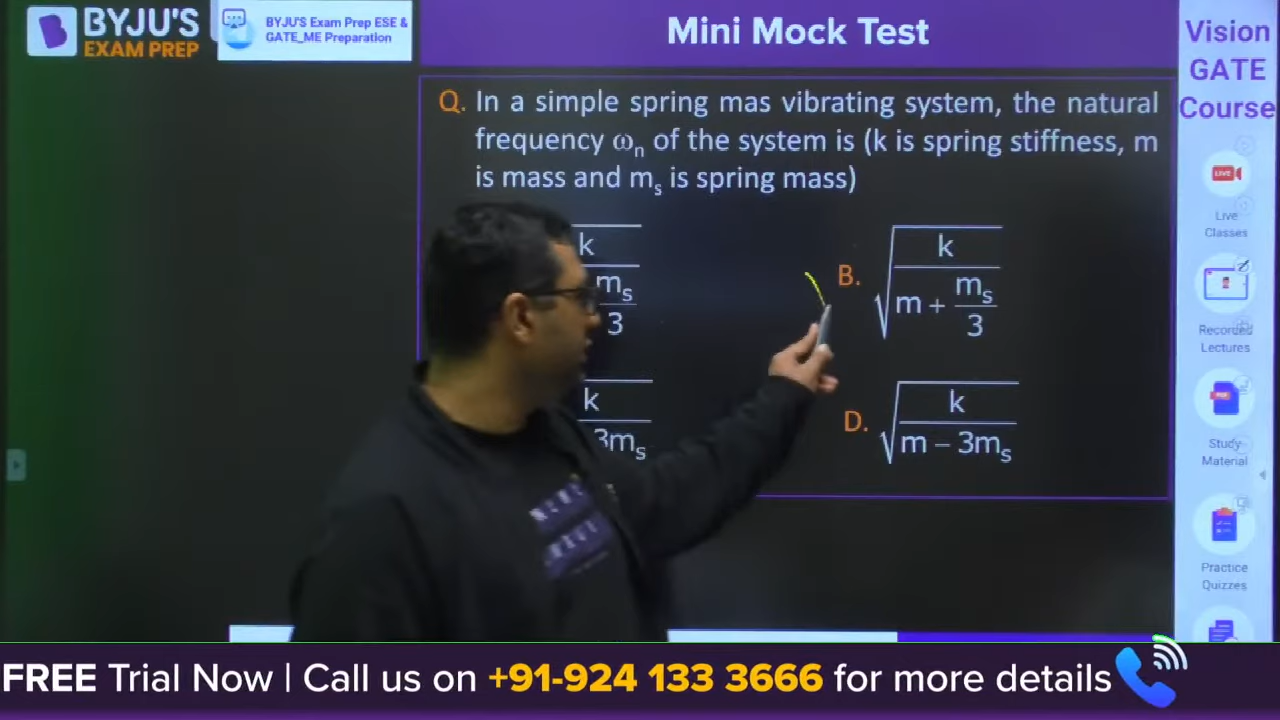 BYJU'S
EXAM PREP
BYJU'S Exam Prep ESE &
GATE_ME Preparation
Mini Mock Test
Vision
GATE
Course
Q. In a simple spring mas vibrating system, the natural
frequency ωn of the system is (k is spring stiffness, m
is mass and ms is spring mass)
k
ms
3
B. √ k
m + ms
3
k
3ms
D. √ k
m − 3ms
LIVE
Live
Classes
Recorded
Lectures
PDF
Study
Material
Practice
Quizzes
FREE Trial Now | Call us on +91-924 133 3666 for more details